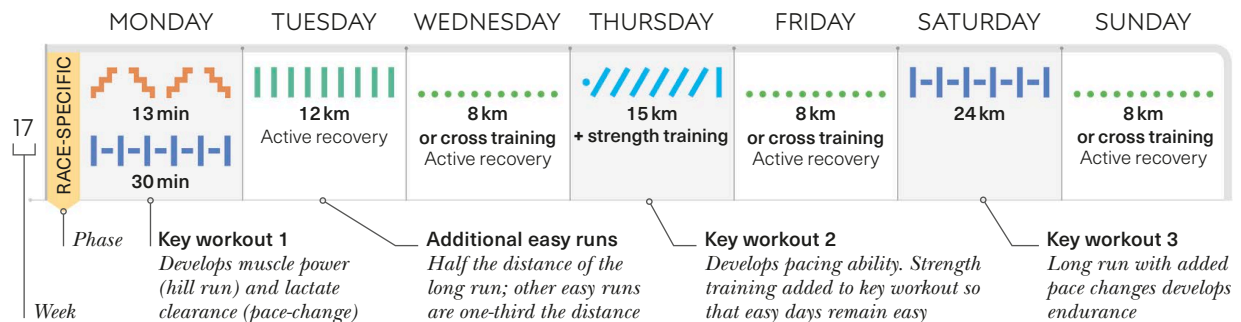 MONDAY
TUESDAY
WEDNESDAY
THURSDAY
FRIDAY
SATURDAY
SUNDAY
17
RACE-SPECIFIC
13 min
30 min
12 km
Active recovery
8 km
or cross training
Active recovery
15 km
+ strength training
8 km
or cross training
Active recovery
24 km
8 km
or cross training
Active recovery
Phase
Week
Key workout 1
Develops muscle power
(hill run) and lactate
clearance (pace-change)
Additional easy runs
Half the distance of the
long run; other easy runs
are one-third the distance
Key workout 2
Develops pacing ability. Strength
training added to key workout so
that easy days remain easy
Key workout 3
Long run with added
pace changes develops
endurance